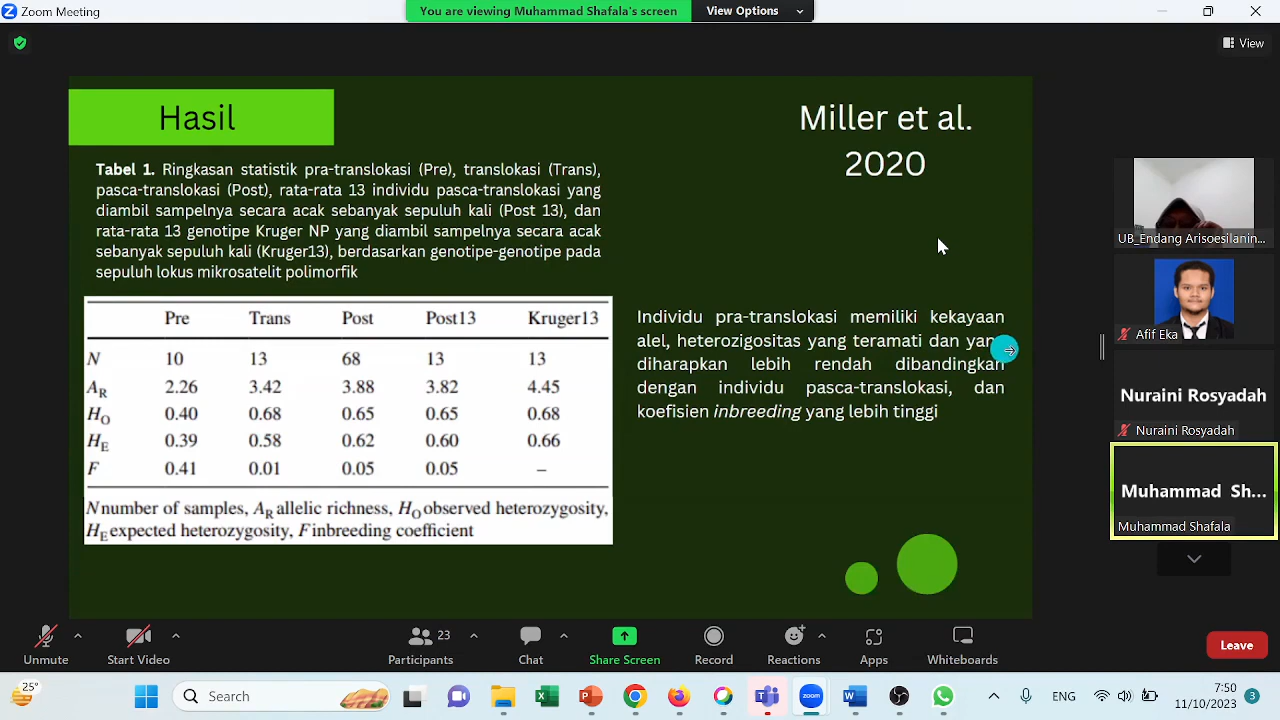 Zoom Meeting
You are viewing Muhammad Shafala's screen
View Options
View
Hasil
Miller et al.
2020
Tabel 1. Ringkasan statistik pra-translokasi (Pre), translokasi (Trans),
pasca-translokasi (Post), rata-rata 13 individu pasca-translokasi yang
diambil sampelnya secara acak sebanyak sepuluh kali (Post 13), dan
rata-rata 13 genotipe Kruger NP yang diambil sampelnya secara acak
sebanyak sepuluh kali (Kruger13), berdasarkan genotipe-genotipe pada
sepuluh lokus mikrosatelit polimorfik
Pre Trans Post Post13 Kruger13
N 10 13 68 13 13
AR 2.26 3.42 3.88 3.82 4.45
HO 0.40 0.68 0.65 0.65 0.68
HE 0.39 0.58 0.62 0.60 0.66
F 0.41 0.01 0.05 0.05 –
N number of samples, AR allelic richness, HO observed heterozygosity,
HE expected heterozygosity, F inbreeding coefficient
Individu pra-translokasi memiliki kekayaan
alel, heterozigositas yang teramati dan yang
diharapkan lebih rendah dibandingkan
dengan individu pasca-translokasi, dan
koefisien inbreeding yang lebih tinggi
UB_Endang Arisoesilanin...
Afif Eka
Nuraini Rosyadah
Nuraini Rosyadah
Muhammad Sh...
Muhammad Shafala
Unmute
Start Video
23
Participants
Chat
Share Screen
Record
Reactions
Apps
Whiteboards
Leave
25°
Search
zoom
ENG
7:50
11/10/2023
3